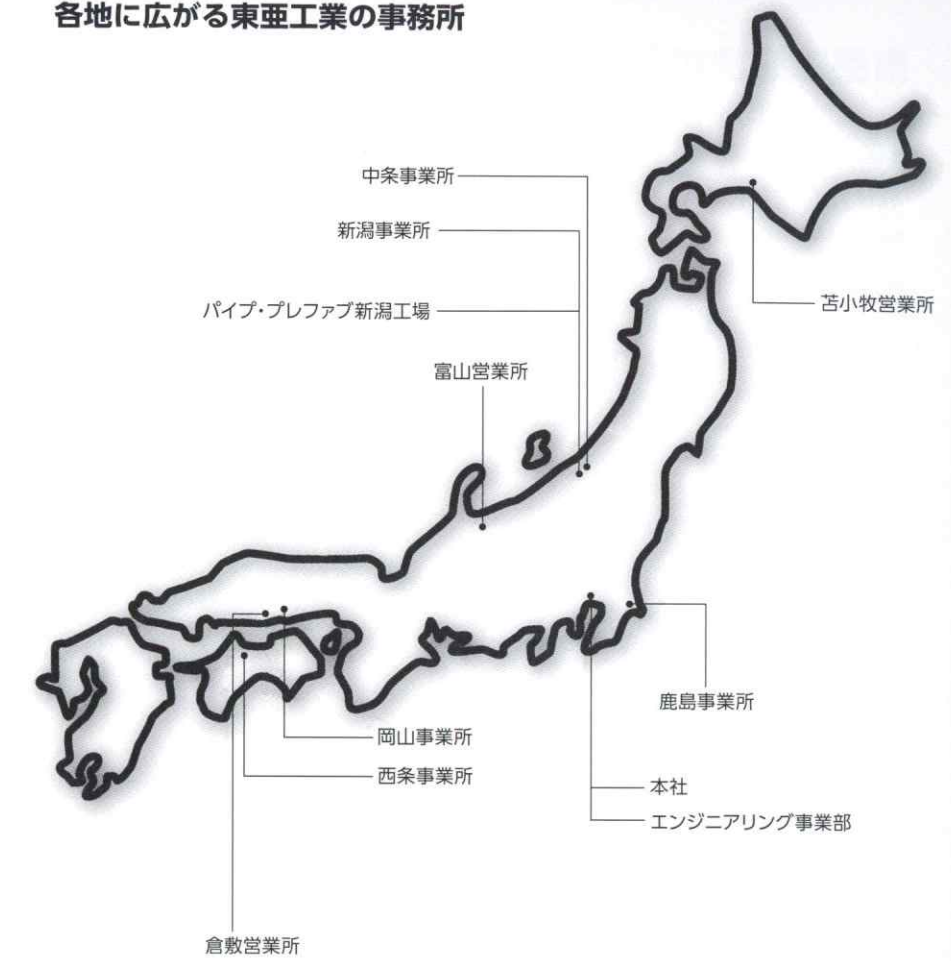 各地に広がる東亜工業の事務所
中条事業所
新潟事業所
パイプ・プレファブ新潟工場
苫小牧営業所
富山営業所
鹿島事業所
岡山事業所
西条事業所
本社
エンジニアリング事業部
倉敷営業所